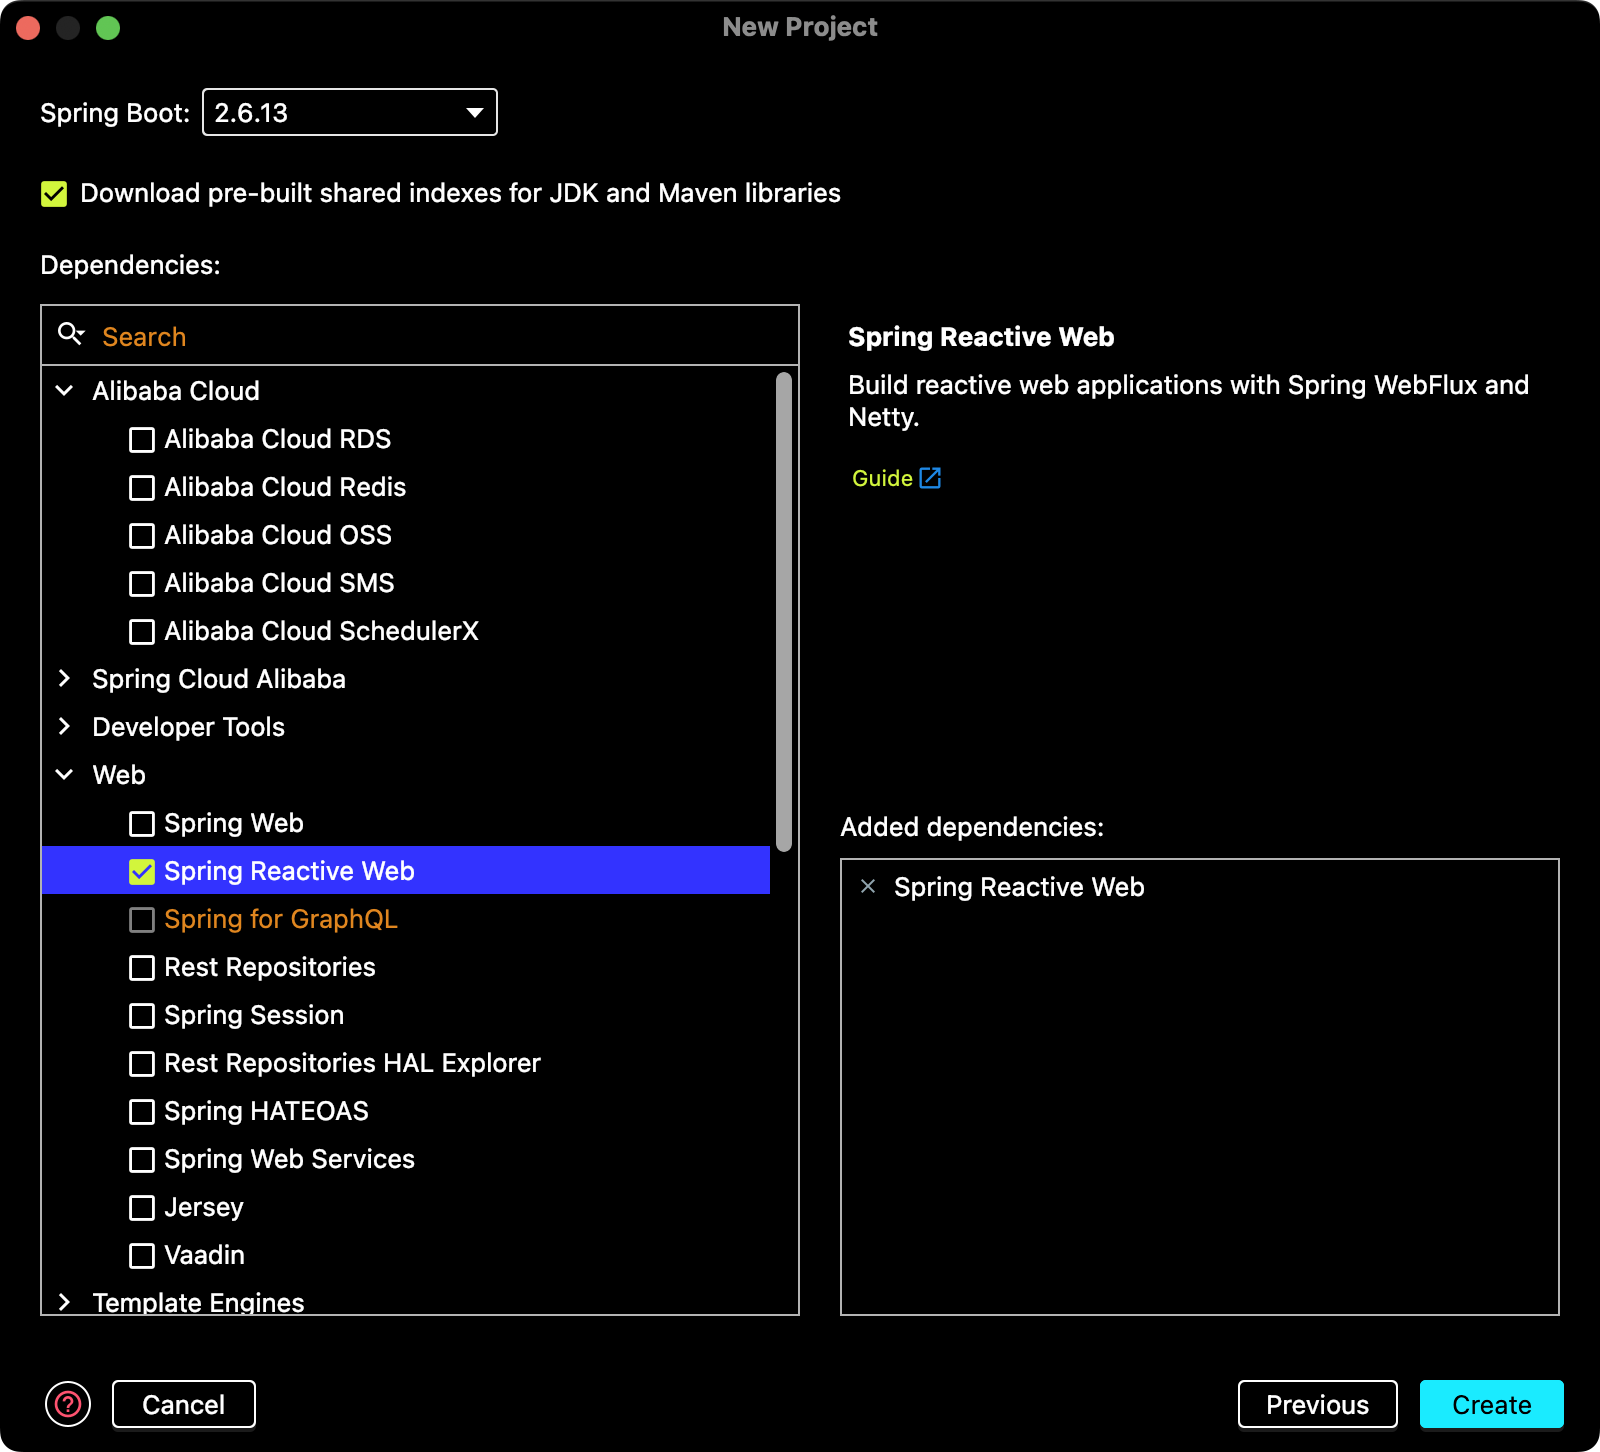 New Project
Spring Boot: 2.6.13
Download pre-built shared indexes for JDK and Maven libraries
Dependencies:
Search
Alibaba Cloud
Alibaba Cloud RDS
Alibaba Cloud Redis
Alibaba Cloud OSS
Alibaba Cloud SMS
Alibaba Cloud SchedulerX
Spring Cloud Alibaba
Developer Tools
Web
Spring Web
Spring Reactive Web
Spring for GraphQL
Rest Repositories
Spring Session
Rest Repositories HAL Explorer
Spring HATEOAS
Spring Web Services
Jersey
Vaadin
Template Engines
Spring Reactive Web
Build reactive web applications with Spring WebFlux and
Netty.
Guide
Added dependencies:
Spring Reactive Web
? Cancel
Previous
Create